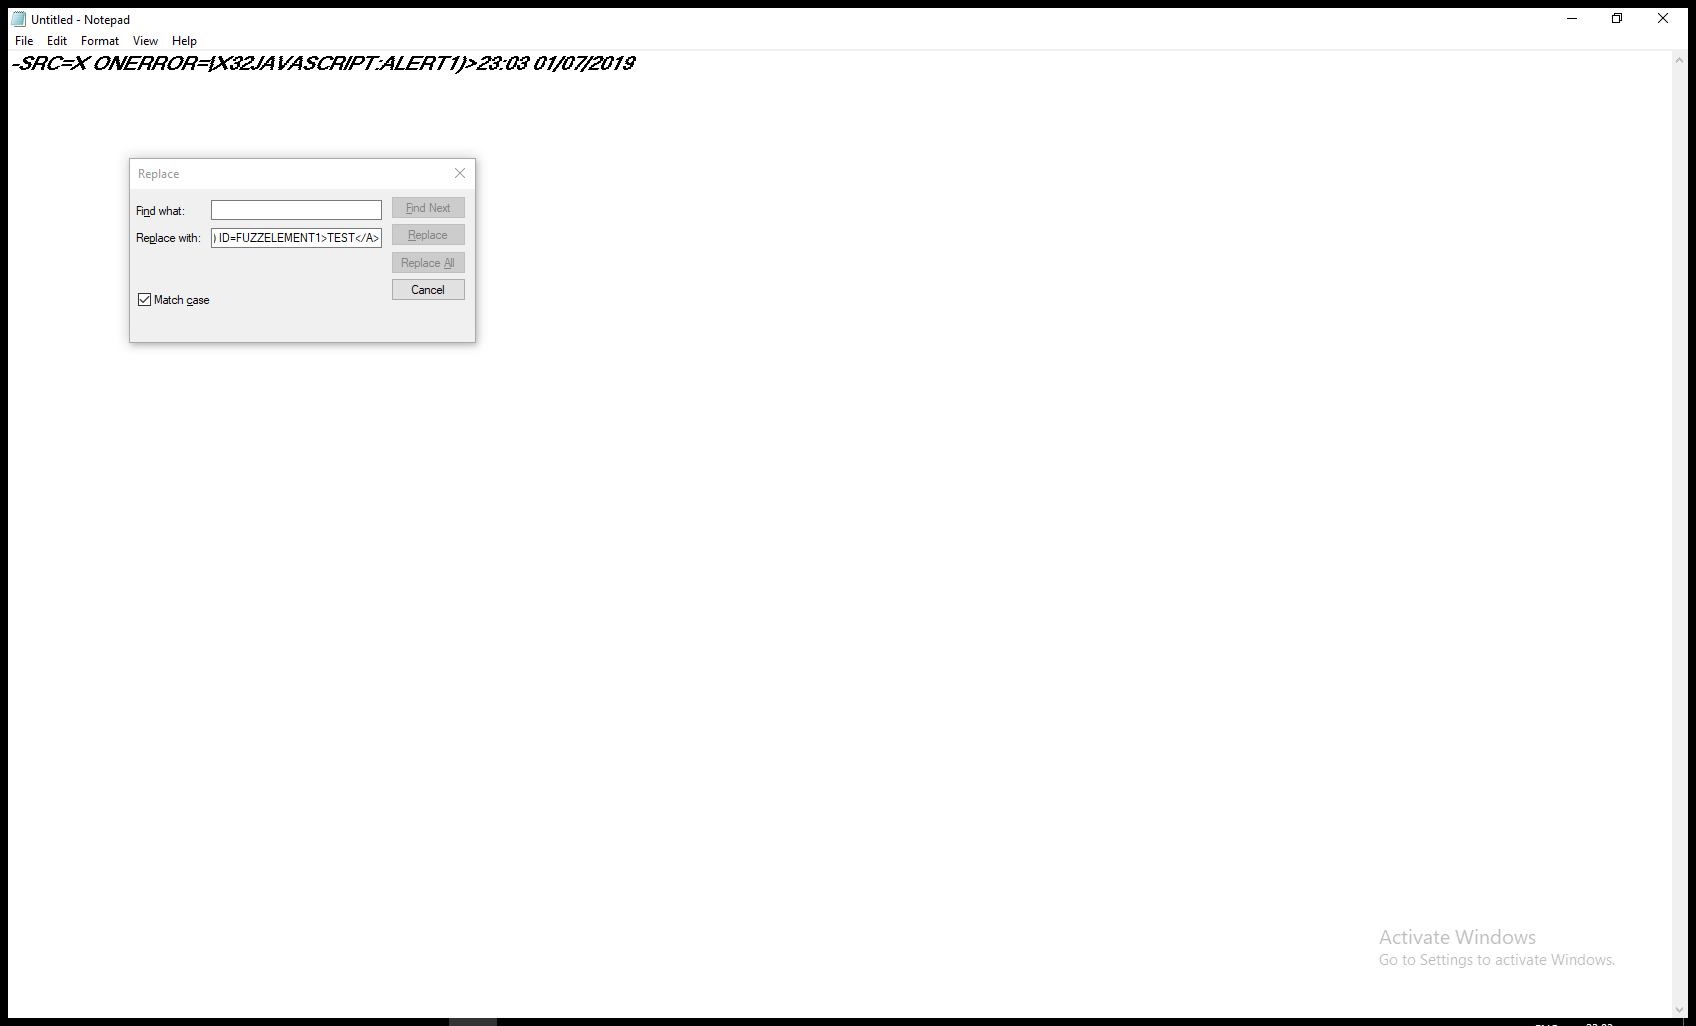 Untitled - Notepad
File Edit Format View Help
-SRC=X ONERROR=(X32JAVASCRIPT:ALERT1)>23:03 01/07/2019
Replace
Find what:
Find Next
Replace with:
) ID=FUZZELEMENT1>TEST</A>
Replace
Replace All
Cancel
Match case
Activate Windows
Go to Settings to activate Windows.